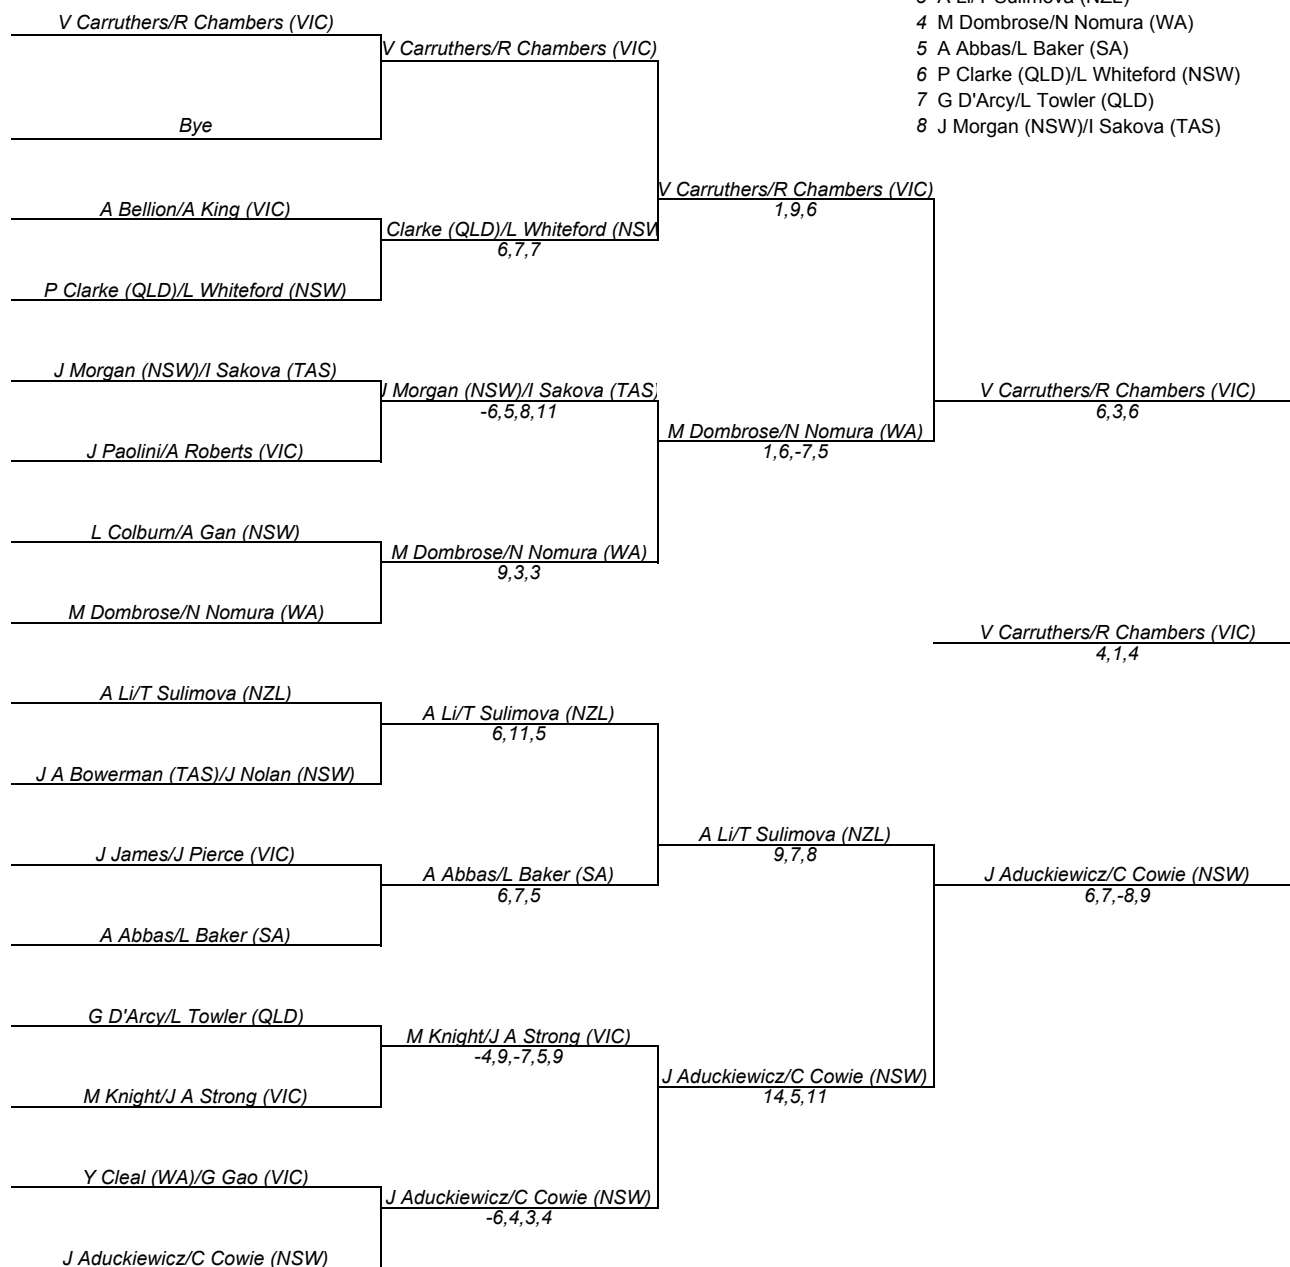 3 A Li/T Sulimova (NZL)
V Carruthers/R Chambers (VIC)
4 M Dombrose/N Nomura (WA)
V Carruthers/R Chambers (VIC)
5 A Abbas/L Baker (SA)
6 P Clarke (QLD)/L Whiteford (NSW)
7 G D'Arcy/L Towler (QLD)
Bye
8 J Morgan (NSW)/I Sakova (TAS)
V Carruthers/R Chambers (VIC)
1,9,6
A Bellion/A King (VIC)
Clarke (QLD)/L Whiteford (NSW
6,7,7
P Clarke (QLD)/L Whiteford (NSW)
J Morgan (NSW)/I Sakova (TAS)
J Morgan (NSW)/I Sakova (TAS)
-6,5,8,11
V Carruthers/R Chambers (VIC)
6,3,6
M Dombrose/N Nomura (WA)
1,6,-7,5
J Paolini/A Roberts (VIC)
L Colburn/A Gan (NSW)
M Dombrose/N Nomura (WA)
9,3,3
M Dombrose/N Nomura (WA)
V Carruthers/R Chambers (VIC)
4,1,4
A Li/T Sulimova (NZL)
A Li/T Sulimova (NZL)
6,11,5
J A Bowerman (TAS)/J Nolan (NSW)
A Li/T Sulimova (NZL)
9,7,8
J James/J Pierce (VIC)
A Abbas/L Baker (SA)
6,7,5
J Aduckiewicz/C Cowie (NSW)
6,7,-8,9
A Abbas/L Baker (SA)
G D'Arcy/L Towler (QLD)
M Knight/J A Strong (VIC)
-4,9,-7,5,9
J Aduckiewicz/C Cowie (NSW)
14,5,11
M Knight/J A Strong (VIC)
Y Cleal (WA)/G Gao (VIC)
J Aduckiewicz/C Cowie (NSW)
-6,4,3,4
J Aduckiewicz/C Cowie (NSW)